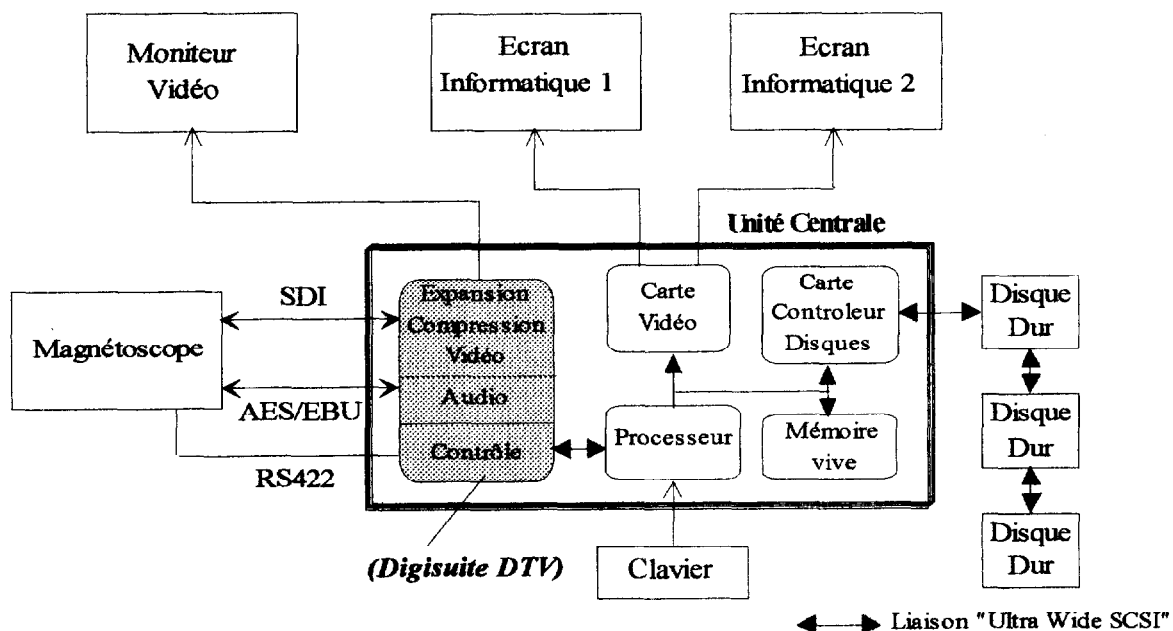 Moniteur
Vidéo
Ecran
Informatique 1
Ecran
Informatique 2
Unité Centrale
SDI
Magnétoscope
AES/EBU
RS422
Expansion
Compression
Vidéo
Audio
Contrôle
Carte
Vidéo
Carte
Controleur
Disques
Processeur
Mémoire
vive
Disque
Dur
Disque
Dur
Disque
Dur
(Digisuite DTV)
Clavier
Liaison "Ultra Wide SCSI"